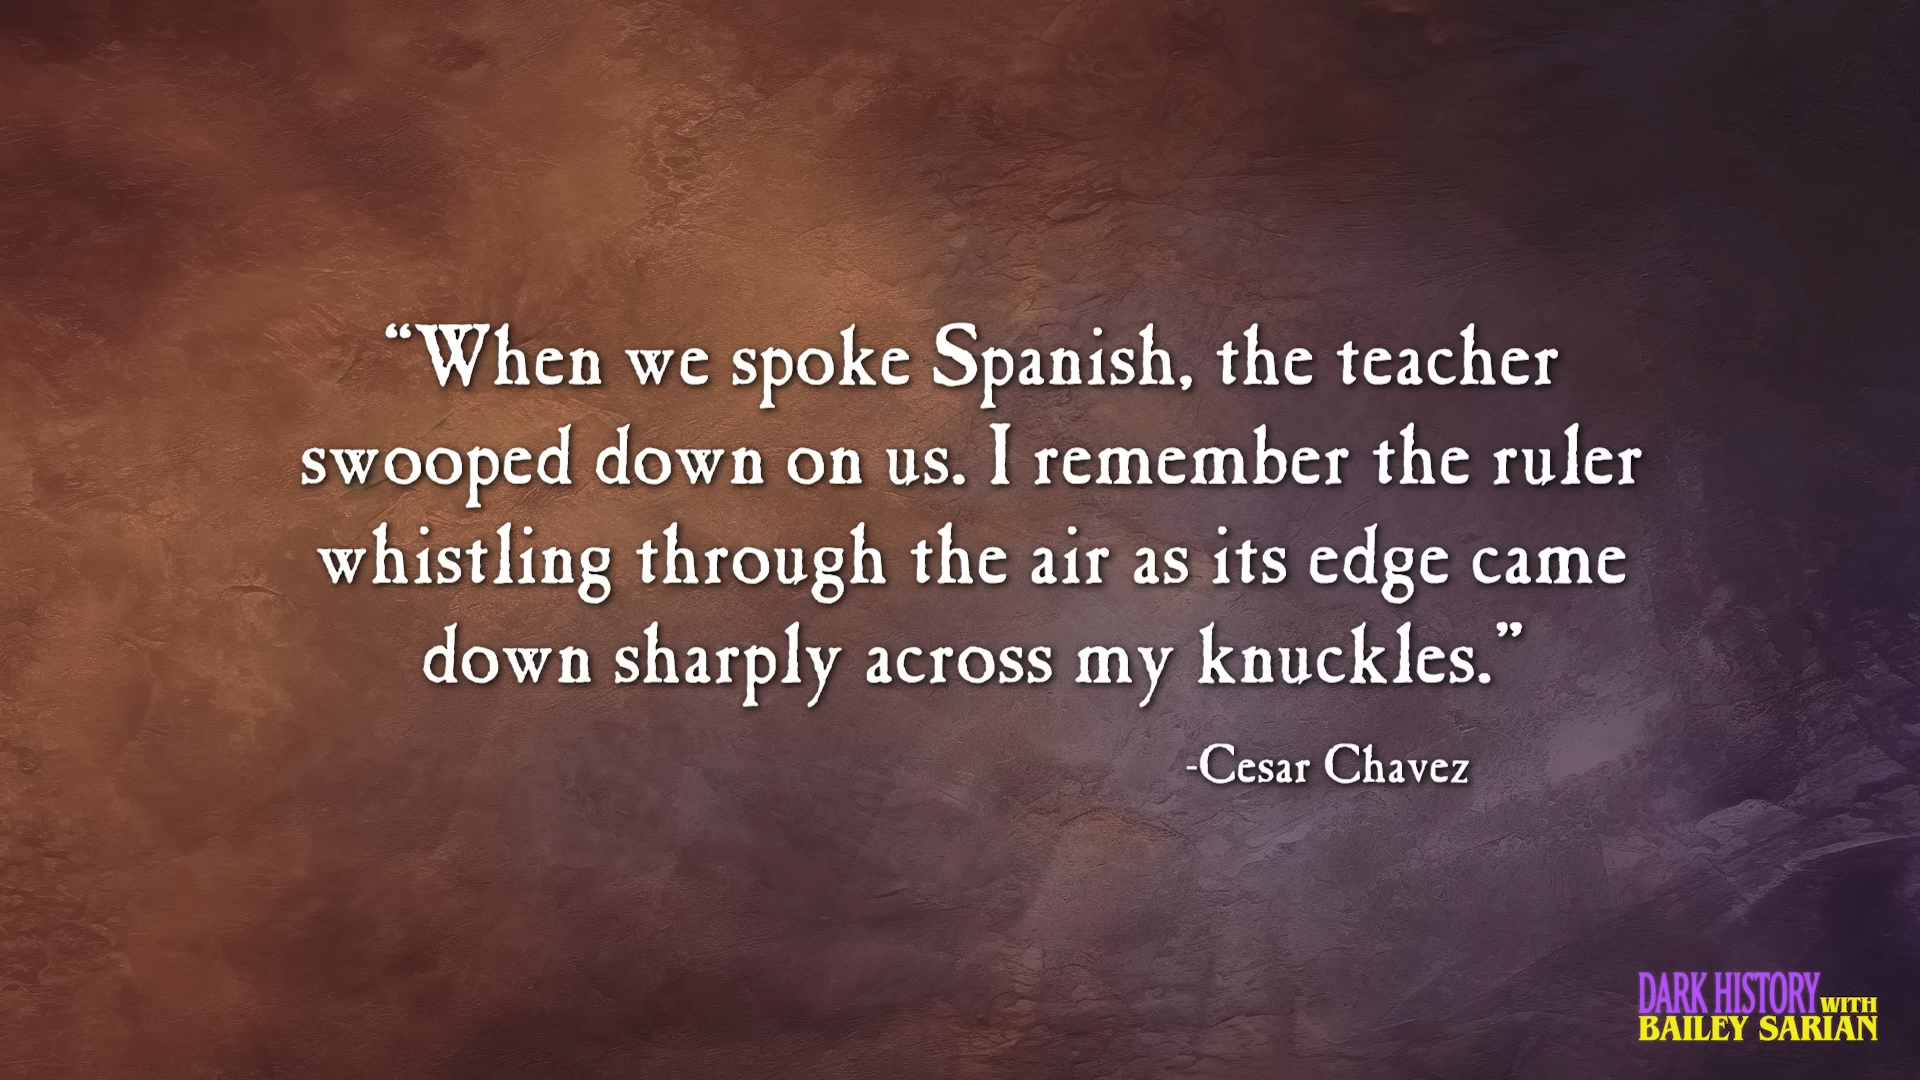 “When we spoke Spanish, the teacher
swooped down on us. I remember the ruler
whistling through the air as its edge came
down sharply across my knuckles.”
-Cesar Chavez
DARK HISTORY WITH
BAILEY SARIAN